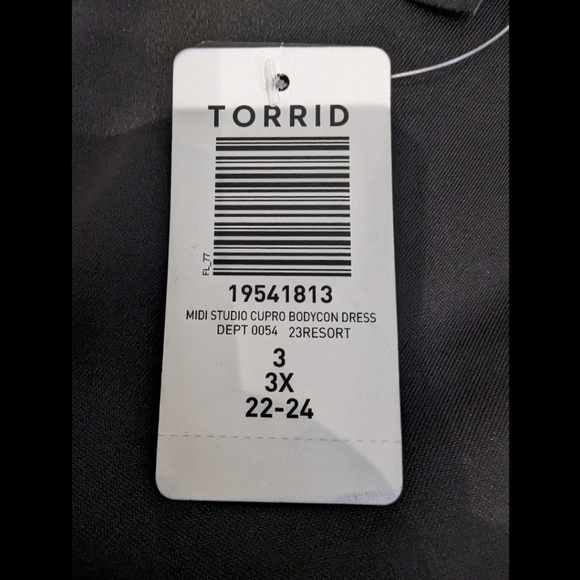 TORRID
FL_77
19541813
MIDI STUDIO CUPRO BODYCON DRESS
DEPT 0054 23RESORT
3
3X
22-24